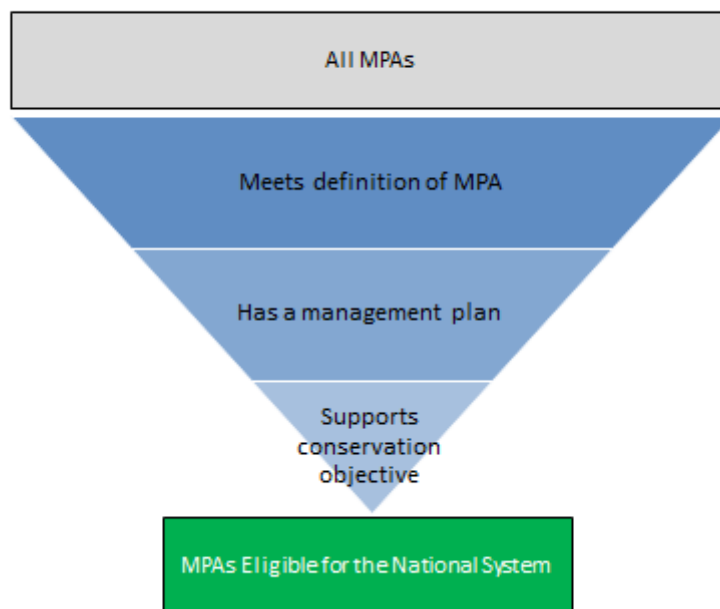 All MPAs
Meets definition of MPA
Has a management plan
Supports
conservation
objective
MPAs Eligible for the National System